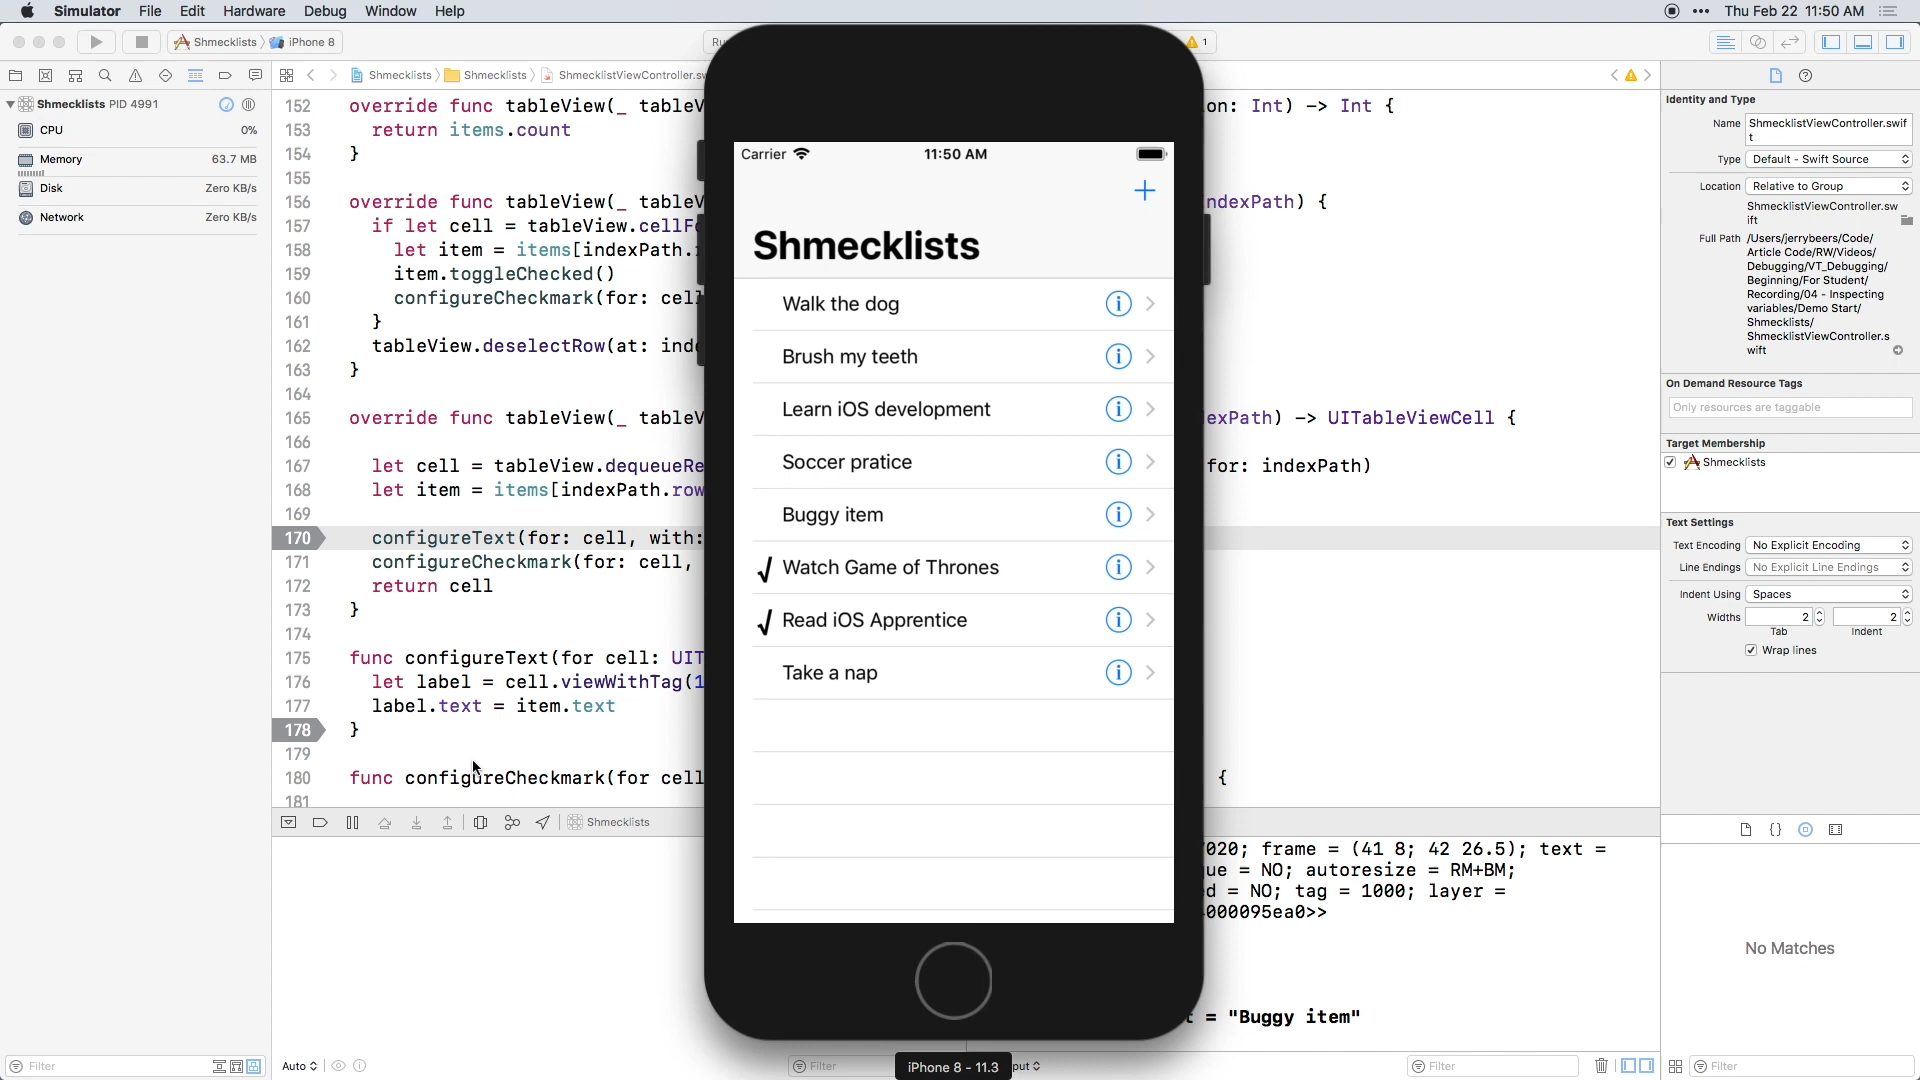 Simulator File Edit Hardware Debug Window Help
Thu Feb 22 11:50 AM
Shmecklists iPhone 8
1
Shmecklists Shmecklists ShmecklistViewController.sw
Shmecklists PID 4991
CPU 0%
Memory 63.7 MB
Disk Zero KB/s
Network Zero KB/s
Filter
152 override func tableView(_ tableV
on: Int) -> Int {
153 return items.count
154 }
155
156 override func tableView(_ tableV
ndexPath) {
157 if let cell = tableView.cellFo
158 let item = items[indexPath.
159 item.toggleChecked()
160 configureCheckmark(for: cell
161 }
162 tableView.deselectRow(at: inde
163 }
164
165 override func tableView(_ tableV
exPath) -> UITableViewCell {
166
167 let cell = tableView.dequeueRe
for: indexPath)
168 let item = items[indexPath.row
169
170 configureText(for: cell, with:
171 configureCheckmark(for: cell,
172 return cell
173 }
174
175 func configureText(for cell: UIT
176 let label = cell.viewWithTag(1
177 label.text = item.text
178 }
179
180 func configureCheckmark(for cell
{
181
Carrier 11:50 AM
Shmecklists
Walk the dog
Brush my teeth
Learn iOS development
Soccer pratice
Buggy item
√ Watch Game of Thrones
√ Read iOS Apprentice
Take a nap
iPhone 8 - 11.3
Shmecklists
020; frame = (41 8; 42 26.5); text =
ue = NO; autoresize = RM+BM;
d = NO; tag = 1000; layer =
000095ea0>>
t = "Buggy item"
Auto
Filter
put
Filter
Identity and Type
Name ShmecklistViewController.swif
t
Type Default - Swift Source
Location Relative to Group
ShmecklistViewController.sw
ift
Full Path /Users/jerrybeers/Code/
Article Code/RW/Videos/
Debugging/VT_Debugging/
Beginning/For Student/
Recording/04 - Inspecting
variables/Demo Start/
Shmecklists/
ShmecklistViewController.s
wift
On Demand Resource Tags
Only resources are taggable
Target Membership
Shmecklists
Text Settings
Text Encoding No Explicit Encoding
Line Endings No Explicit Line Endings
Indent Using Spaces
Widths 2 2
Tab Indent
Wrap lines
{ }
No Matches
Filter